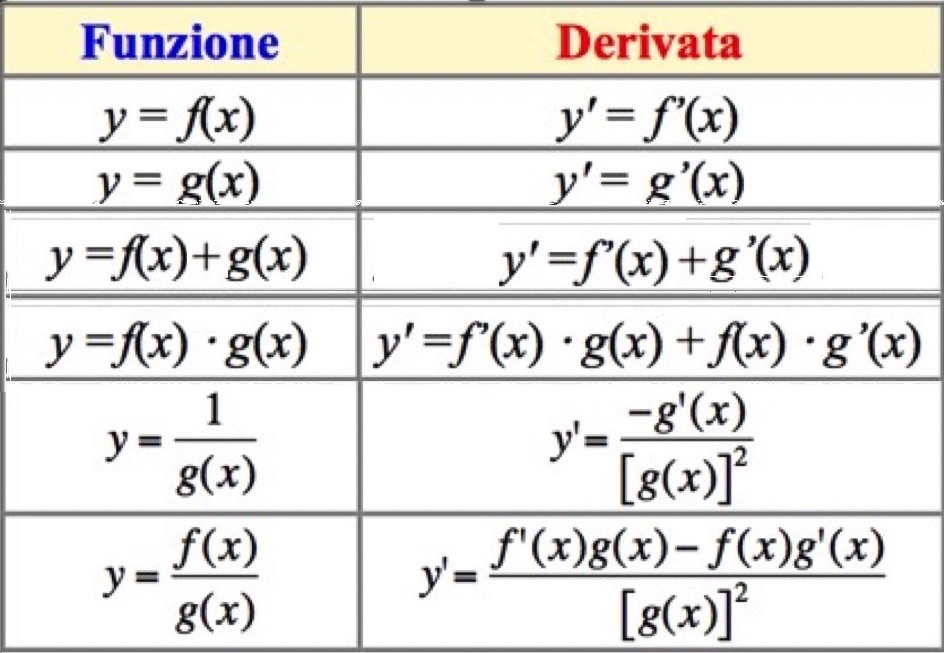 Funzione Derivata
y = f(x) y' = f'(x)
y = g(x) y' = g'(x)
y =f(x)+g(x) y' =f'(x) +g'(x)
y =f(x) ·g(x) y' =f'(x) ·g(x) +f(x) ·g'(x)
y = 1/g(x) y'= -g'(x)/[g(x)]²
y = f(x)/g(x) y'= f'(x)g(x)– f(x)g'(x)/[g(x)]²